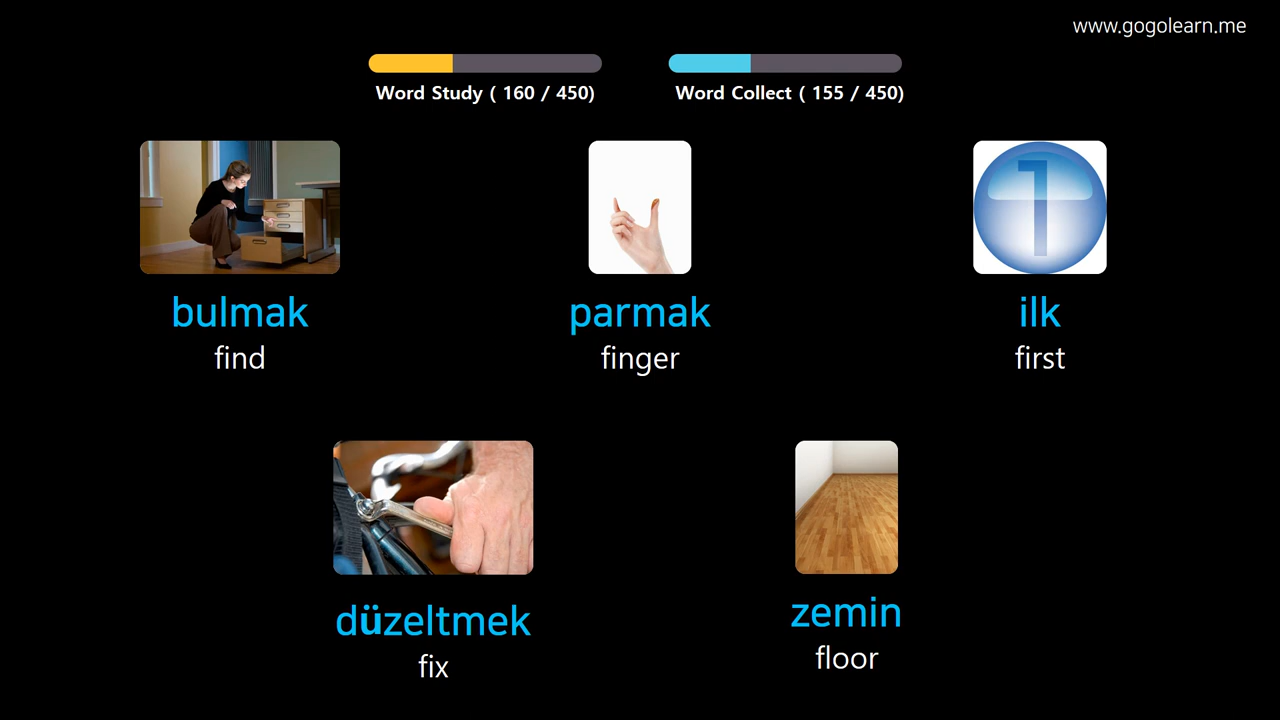 www.gogolearn.me
Word Study ( 160 / 450)
Word Collect ( 155 / 450)
bulmak
find
parmak
finger
ilk
first
düzeltmek
fix
zemin
floor